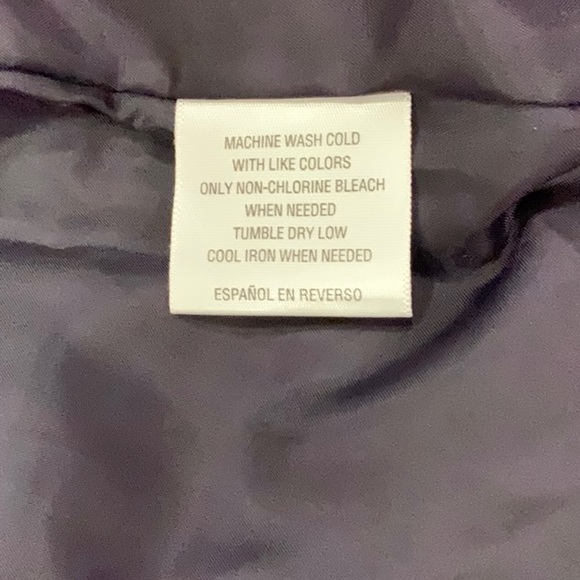 MACHINE WASH COLD
WITH LIKE COLORS
ONLY NON-CHLORINE BLEACH
WHEN NEEDED
TUMBLE DRY LOW
COOL IRON WHEN NEEDED
ESPAÑOL EN REVERSO